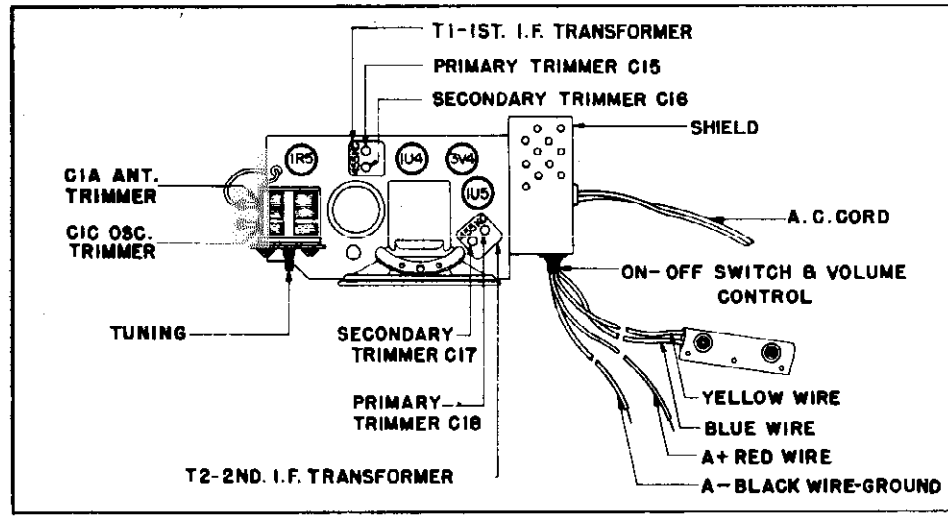 T1-1ST. I.F. TRANSFORMER
PRIMARY TRIMMER C15
SECONDARY TRIMMER C16
SHIELD
1R5
455KC
1U4
3V4
1U5
C1A ANT.
TRIMMER
C1C OSC.
TRIMMER
455KC
A.C. CORD
ON-OFF SWITCH & VOLUME
CONTROL
TUNING
SECONDARY
TRIMMER C17
PRIMARY
TRIMMER C18
YELLOW WIRE
BLUE WIRE
A+ RED WIRE
A-BLACK WIRE-GROUND
T2-2ND. I.F. TRANSFORMER